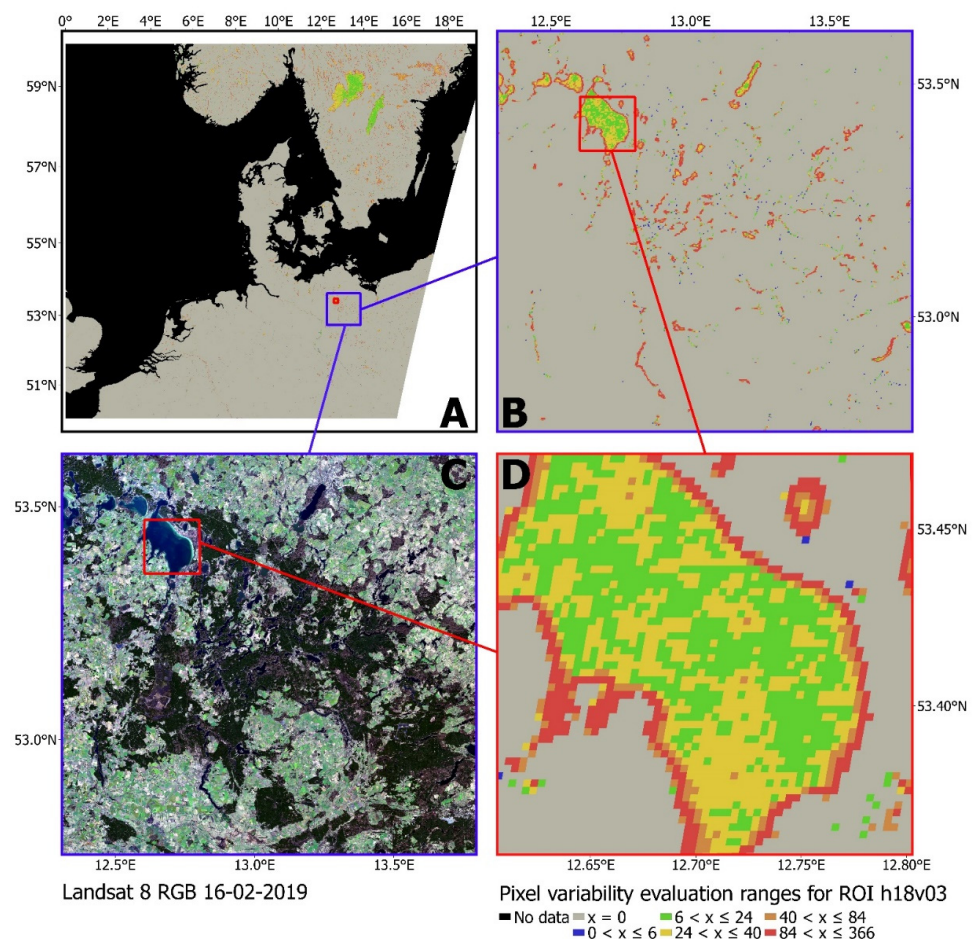 0° 2°E 4°E 6°E 8°E 10°E 12°E 14°E 16°E 18°E
59°N
57°N
55°N
53°N
51°N
A
12.5°E 13.0°E 13.5°E
53.5°N
53.0°N
B
53.5°N
53.0°N
C
12.5°E 13.0°E 13.5°E
D
53.45°N
53.40°N
12.65°E 12.70°E 12.75°E 12.80°E
Landsat 8 RGB 16-02-2019
Pixel variability evaluation ranges for ROI h18v03
No data x = 0 6 < x ≤ 24 40 < x ≤ 84
0 < x ≤ 6 24 < x ≤ 40 84 < x ≤ 366